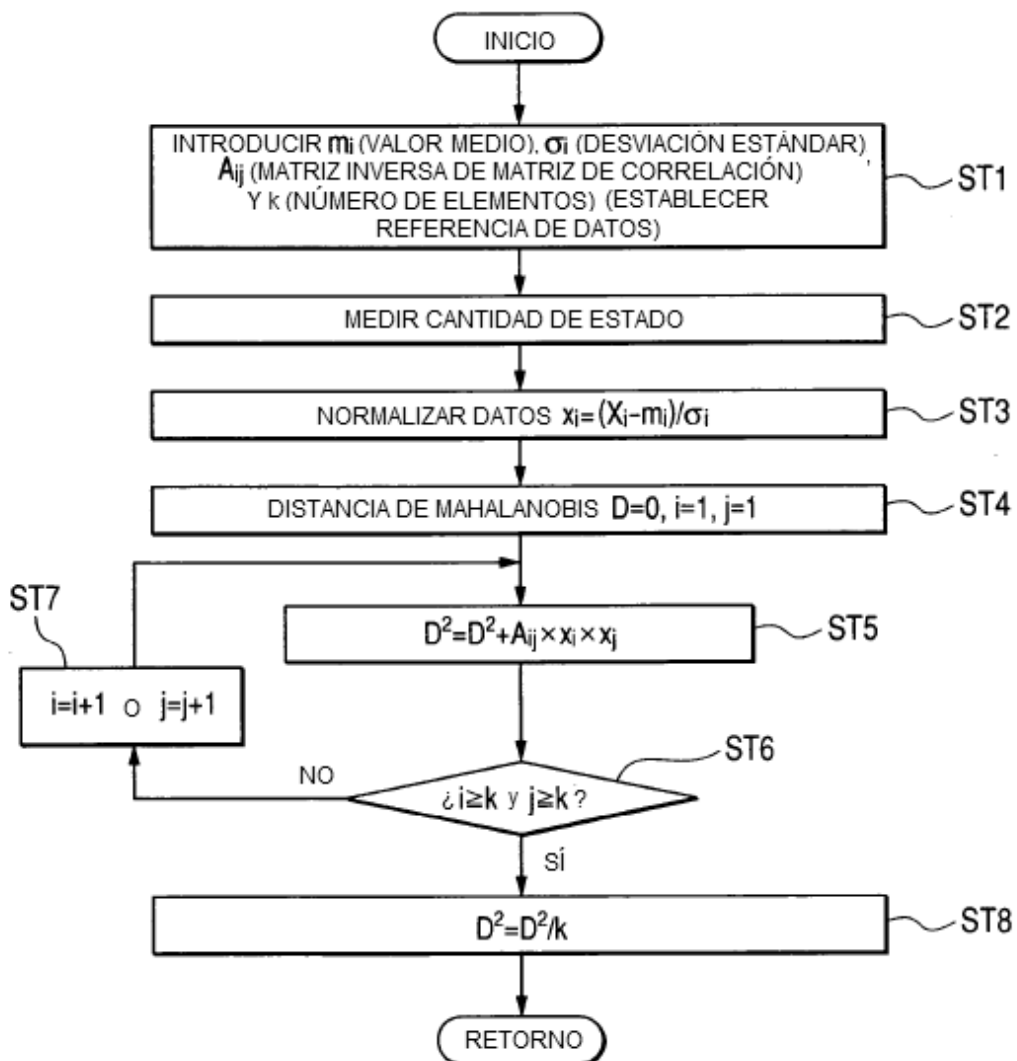 INICIO
INTRODUCIR mi (VALOR MEDIO), σi (DESVIACIÓN ESTÁNDAR),
Aij (MATRIZ INVERSA DE MATRIZ DE CORRELACIÓN)
Y k (NÚMERO DE ELEMENTOS) (ESTABLECER
REFERENCIA DE DATOS)
ST1
MEDIR CANTIDAD DE ESTADO
ST2
NORMALIZAR DATOS xi=(Xi-mi)/σi
ST3
DISTANCIA DE MAHALANOBIS D=0, i=1, j=1
ST4
ST7
D²=D²+Aij×xi×xj
ST5
i=i+1 O j=j+1
ST6
NO
¿i≧k y j≧k?
SÍ
D²=D²/k
ST8
RETORNO